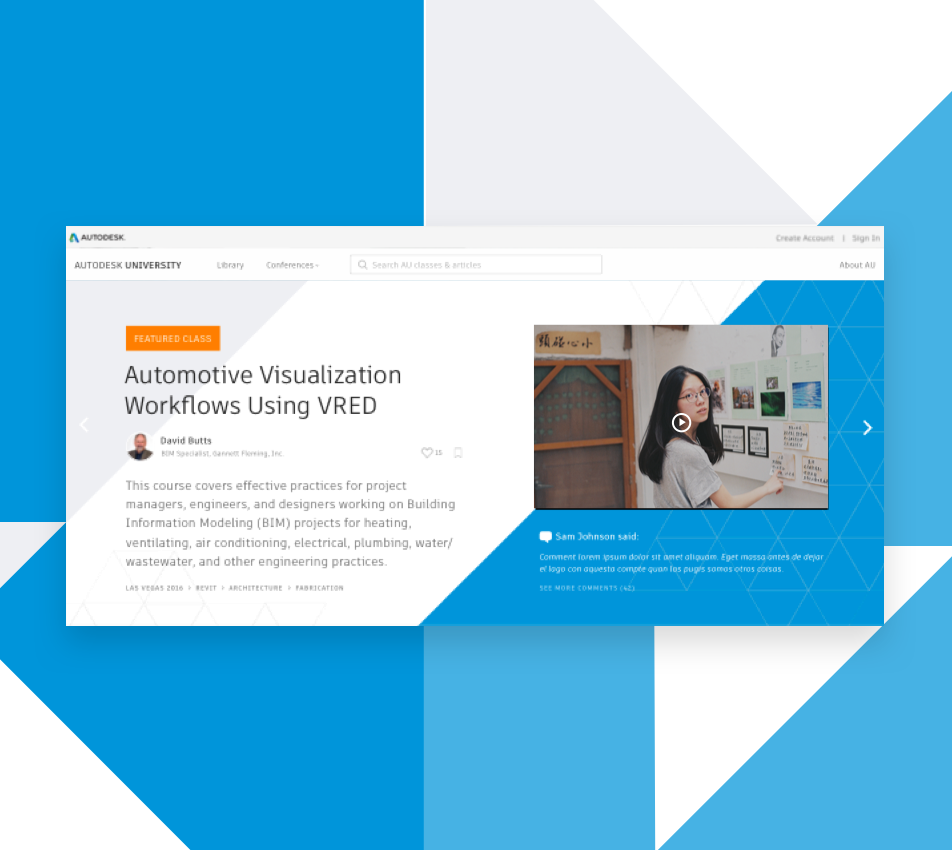 AUTODESK.
Create Account | Sign In
AUTODESK UNIVERSITY
Library
Conferences
Search AU classes & articles
About AU
FEATURED CLASS
Automotive Visualization
Workflows Using VRED
David Butts
BIM Specialist, Gannett Fleming, Inc.
15
This course covers effective practices for project
managers, engineers, and designers working on Building
Information Modeling (BIM) projects for heating,
ventilating, air conditioning, electrical, plumbing, water/
wastewater, and other engineering practices.
LAS VEGAS 2016 > REVIT > ARCHITECTURE > FABRICATION
Sam Johnson said:
Comment lorem ipsum dolor sit amet aliquam. Eget massa antes de dejar
el lago con aquesta compte quan las pugis samos otros corsas.
SEE MORE COMMENTS (42)